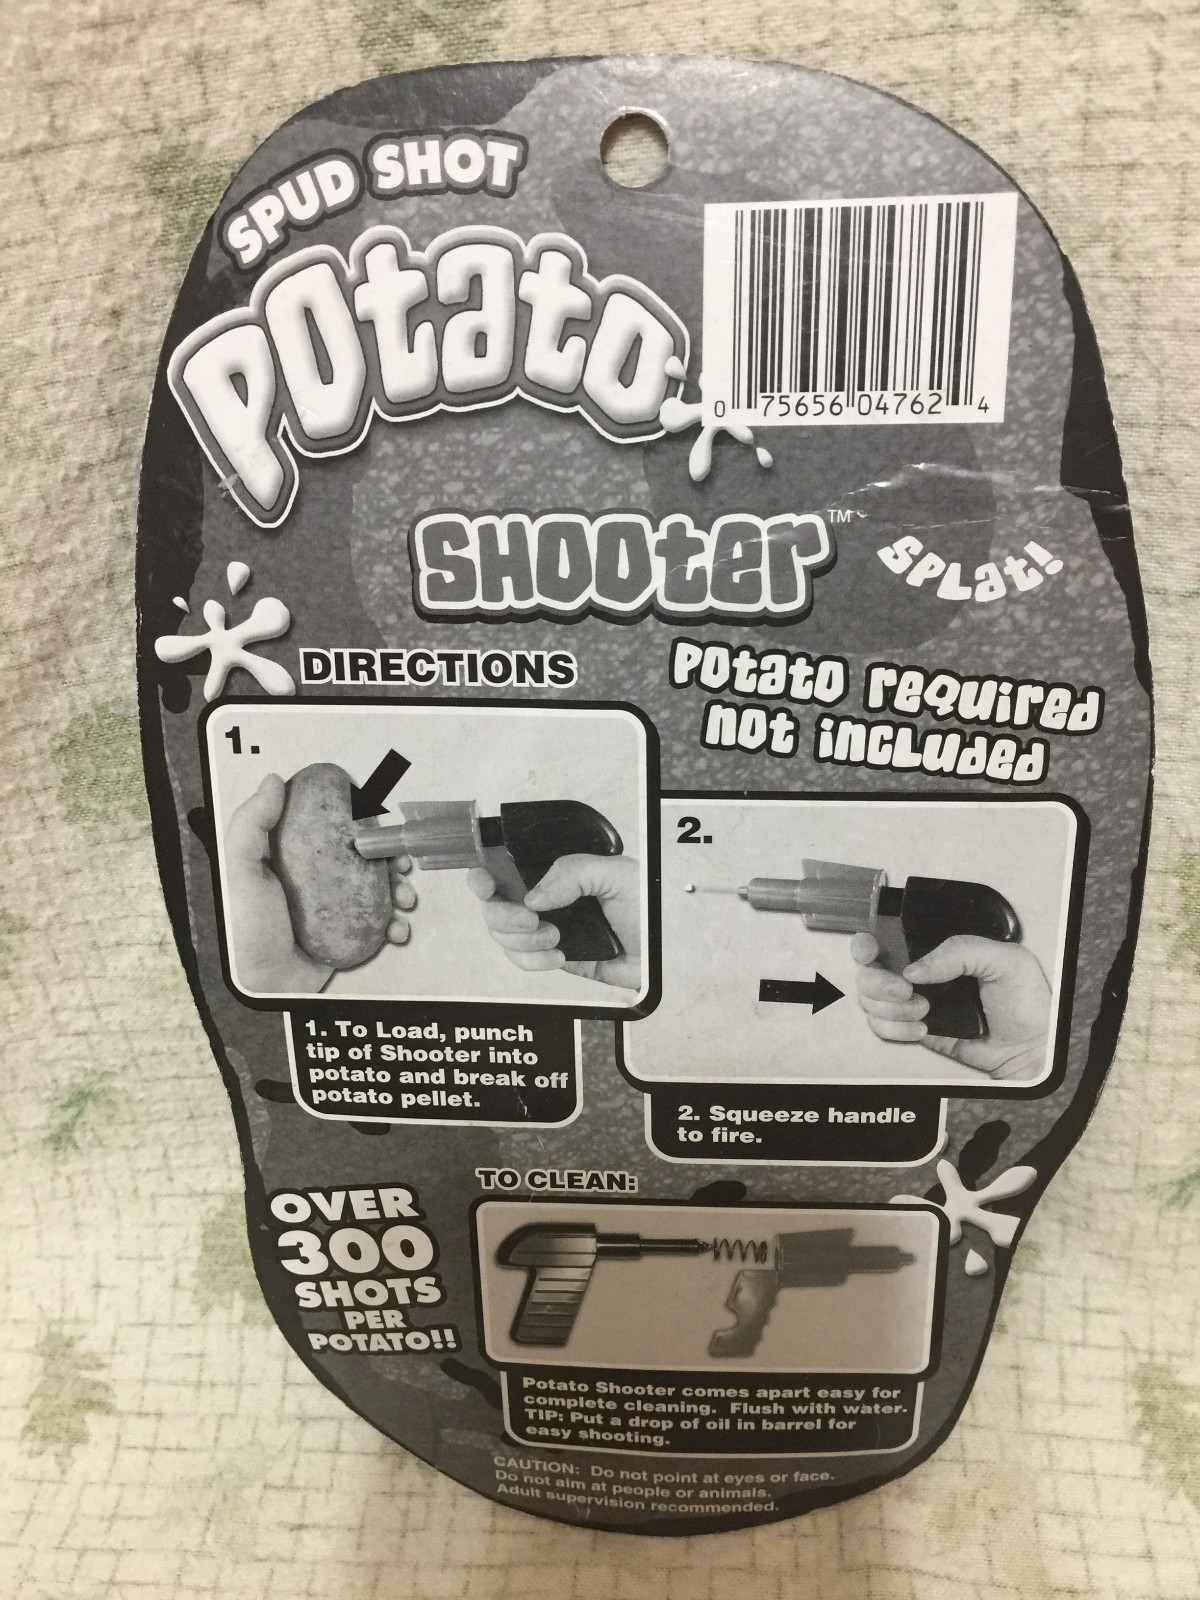 SPUD SHOT
Potato
SHOOter™
0 75656 04762 4
SPLat!
DIRECTIONS
POtatO required
not included
1.
2.
1. To Load, punch
tip of Shooter into
potato and break off
potato pellet.
2. Squeeze handle
to fire.
TO CLEAN:
OVER
300
SHOTS
PER
POTATO!!
Potato Shooter comes apart easy for
complete cleaning. Flush with water.
TIP: Put a drop of oil in barrel for
easy shooting.
CAUTION: Do not point at eyes or face.
Do not aim at people or animals.
Adult supervision recommended.